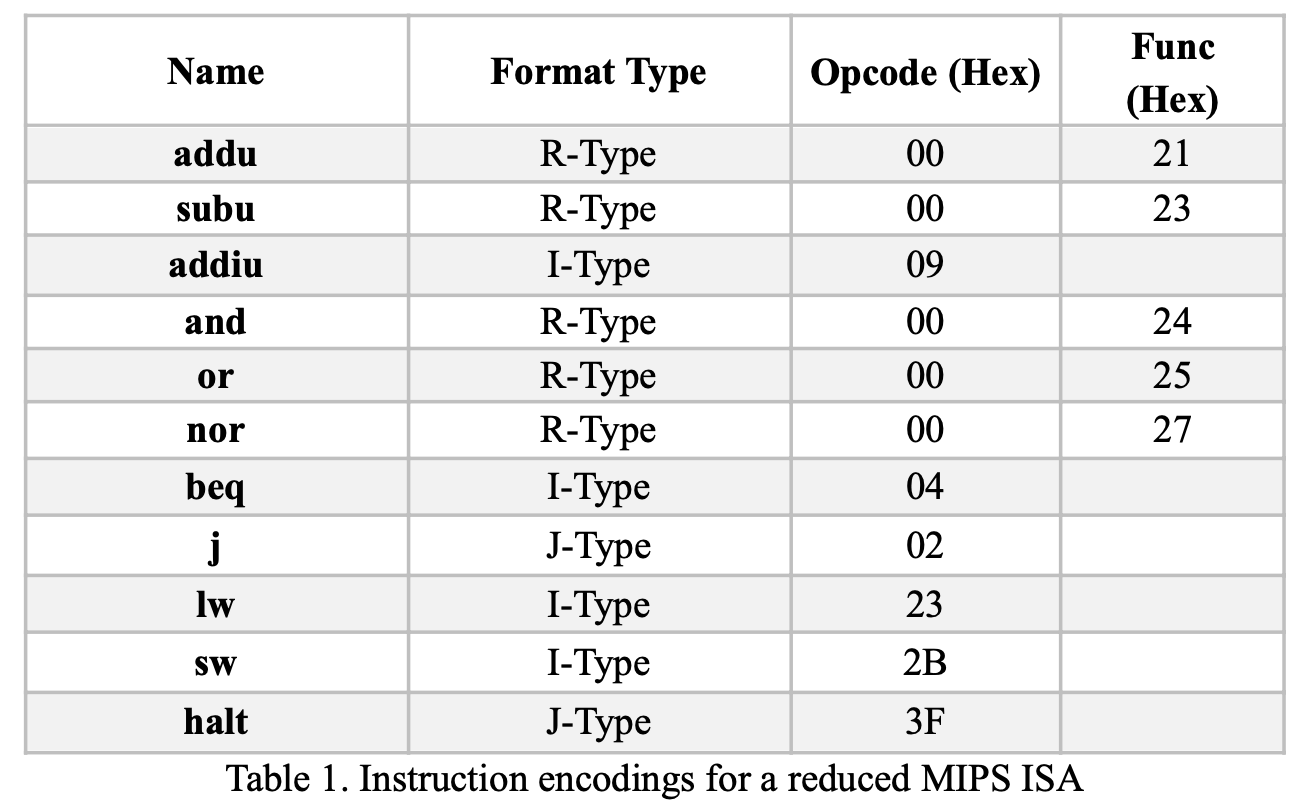 Name Format Type Opcode (Hex) Func (Hex)
addu R-Type 00 21
subu R-Type 00 23
addiu I-Type 09
and R-Type 00 24
or R-Type 00 25
nor R-Type 00 27
beq I-Type 04
j J-Type 02
lw I-Type 23
sw I-Type 2B
halt J-Type 3F
Table 1. Instruction encodings for a reduced MIPS ISA